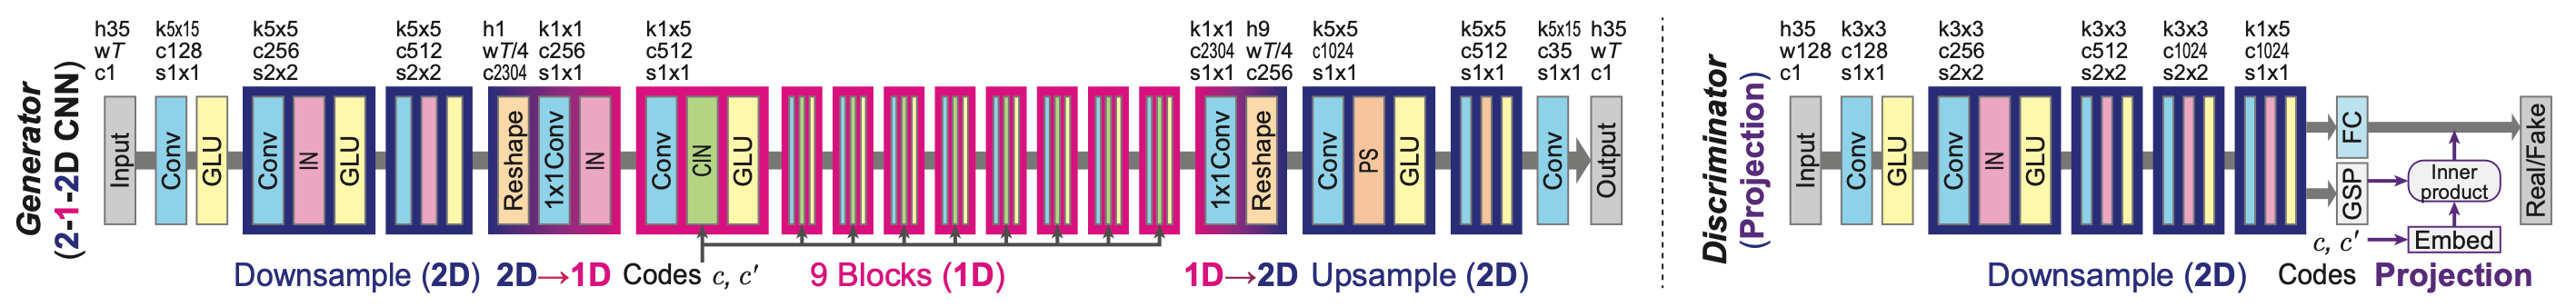 Generator
(2-1-2D CNN)
h35
wT
c1
k5x15
c128
s1x1
k5x5
c256
s2x2
k5x5
c512
s2x2
h1
wT/4
c2304
k1x1
c256
s1x1
k1x5
c512
s1x1
k1x1
c2304
s1x1
h9
wT/4
c256
k5x5
c1024
s1x1
k5x5
c512
s1x1
k5x15
c35
s1x1
h35
wT
c1
Input
Conv
GLU
Conv
IN
GLU
Reshape
1x1Conv
IN
Conv
CIN
GLU
1x1Conv
Reshape
Conv
PS
GLU
Conv
Output
Downsample (2D)
2D→1D
Codes c, c′
9 Blocks (1D)
1D→2D
Upsample (2D)
Discriminator
(Projection)
h35
w128
c1
k3x3
c128
s1x1
k3x3
c256
s2x2
k3x3
c512
s2x2
k3x3
c1024
s2x2
k1x5
c1024
s1x1
Input
Conv
GLU
Conv
IN
GLU
FC
GSP
Inner
product
Real/Fake
c, c′
Embed
Downsample (2D)
Codes
Projection